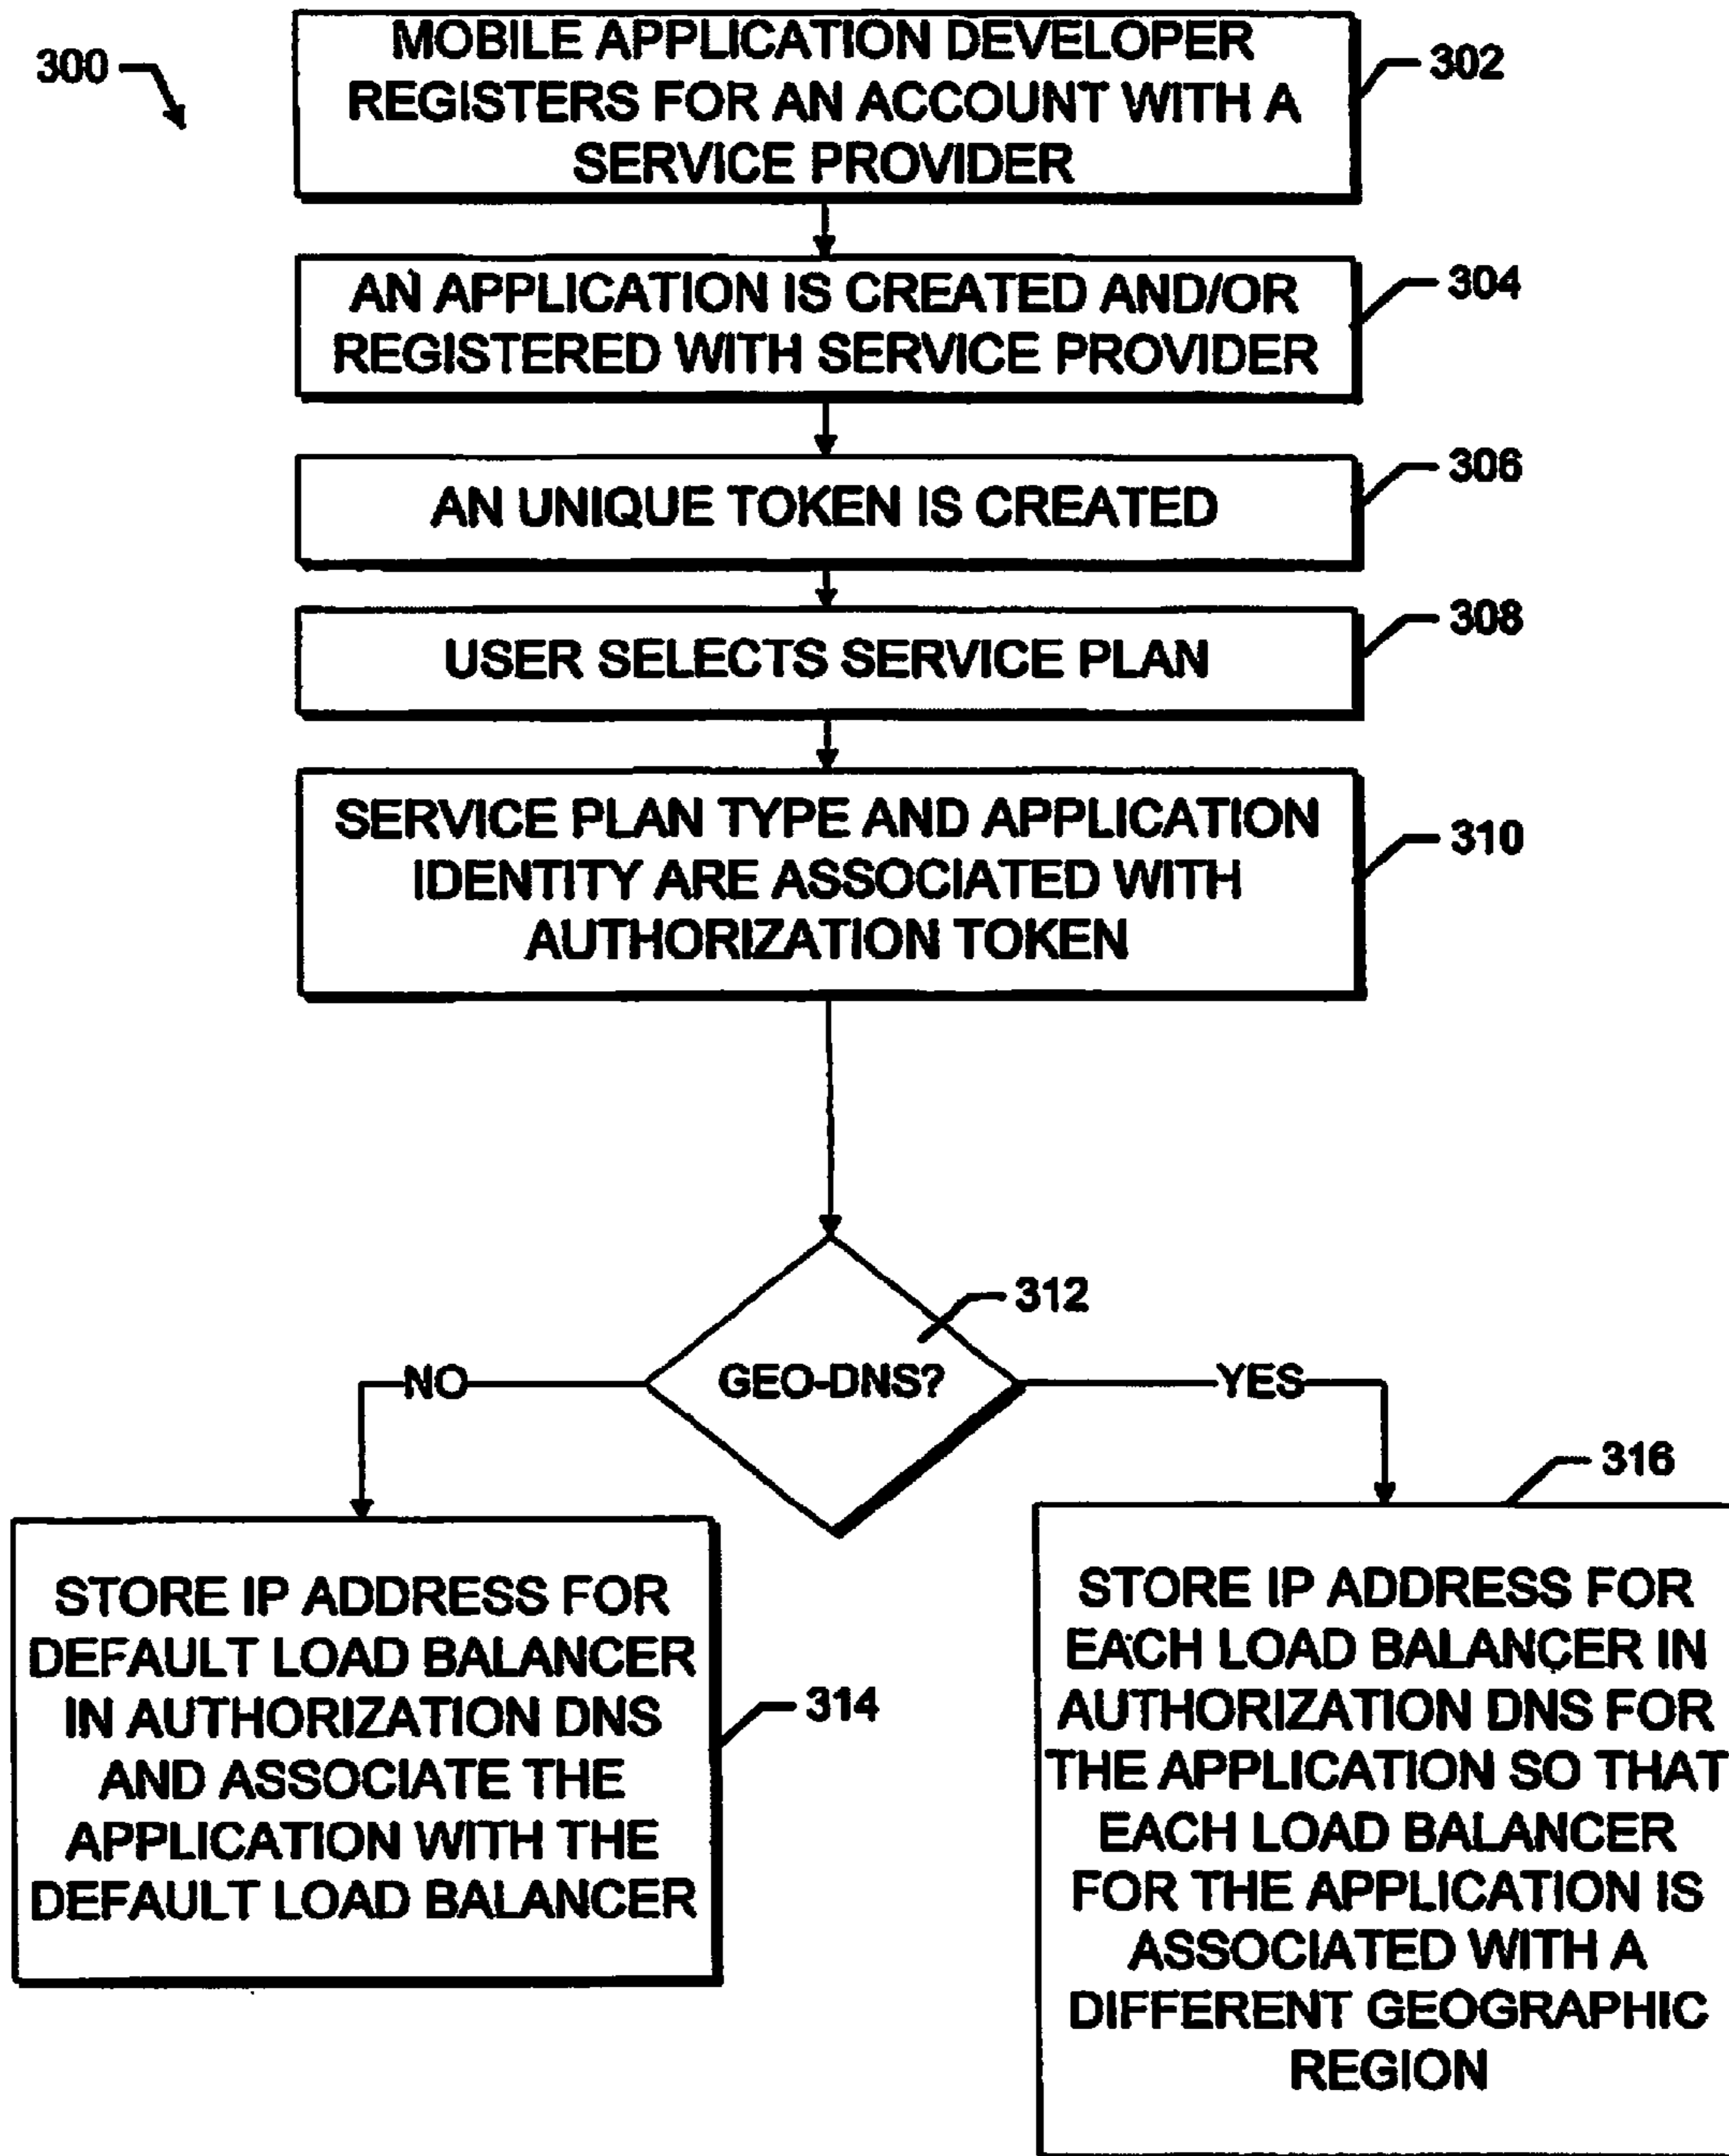 300
MOBILE APPLICATION DEVELOPER
REGISTERS FOR AN ACCOUNT WITH A
SERVICE PROVIDER
302
AN APPLICATION IS CREATED AND/OR
REGISTERED WITH SERVICE PROVIDER
304
AN UNIQUE TOKEN IS CREATED
306
USER SELECTS SERVICE PLAN
308
SERVICE PLAN TYPE AND APPLICATION
IDENTITY ARE ASSOCIATED WITH
AUTHORIZATION TOKEN
310
312
GEO-DNS?
NO
YES
STORE IP ADDRESS FOR
DEFAULT LOAD BALANCER
IN AUTHORIZATION DNS
AND ASSOCIATE THE
APPLICATION WITH THE
DEFAULT LOAD BALANCER
314
316
STORE IP ADDRESS FOR
EACH LOAD BALANCER IN
AUTHORIZATION DNS FOR
THE APPLICATION SO THAT
EACH LOAD BALANCER
FOR THE APPLICATION IS
ASSOCIATED WITH A
DIFFERENT GEOGRAPHIC
REGION